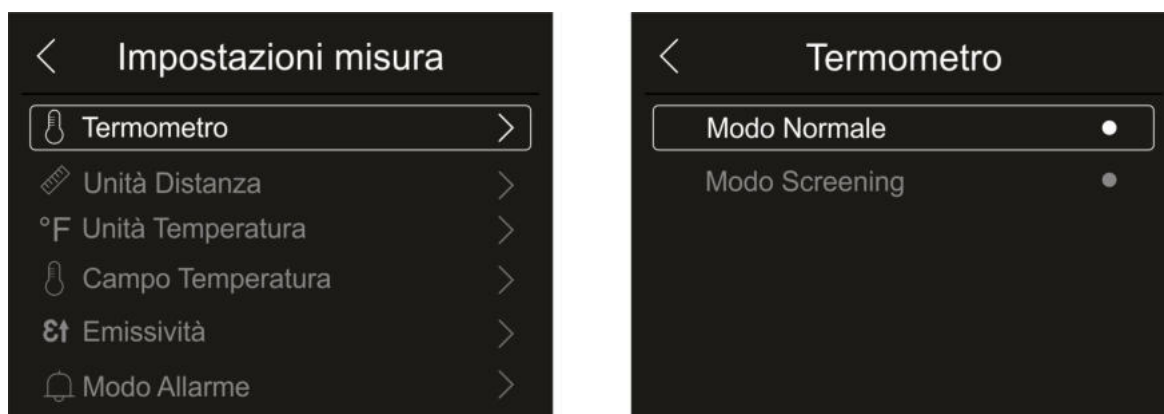 Impostazioni misura
Termometro
Unità Distanza
°F Unità Temperatura
Campo Temperatura
Ɛ↑ Emissività
Modo Allarme
Termometro
Modo Normale
Modo Screening